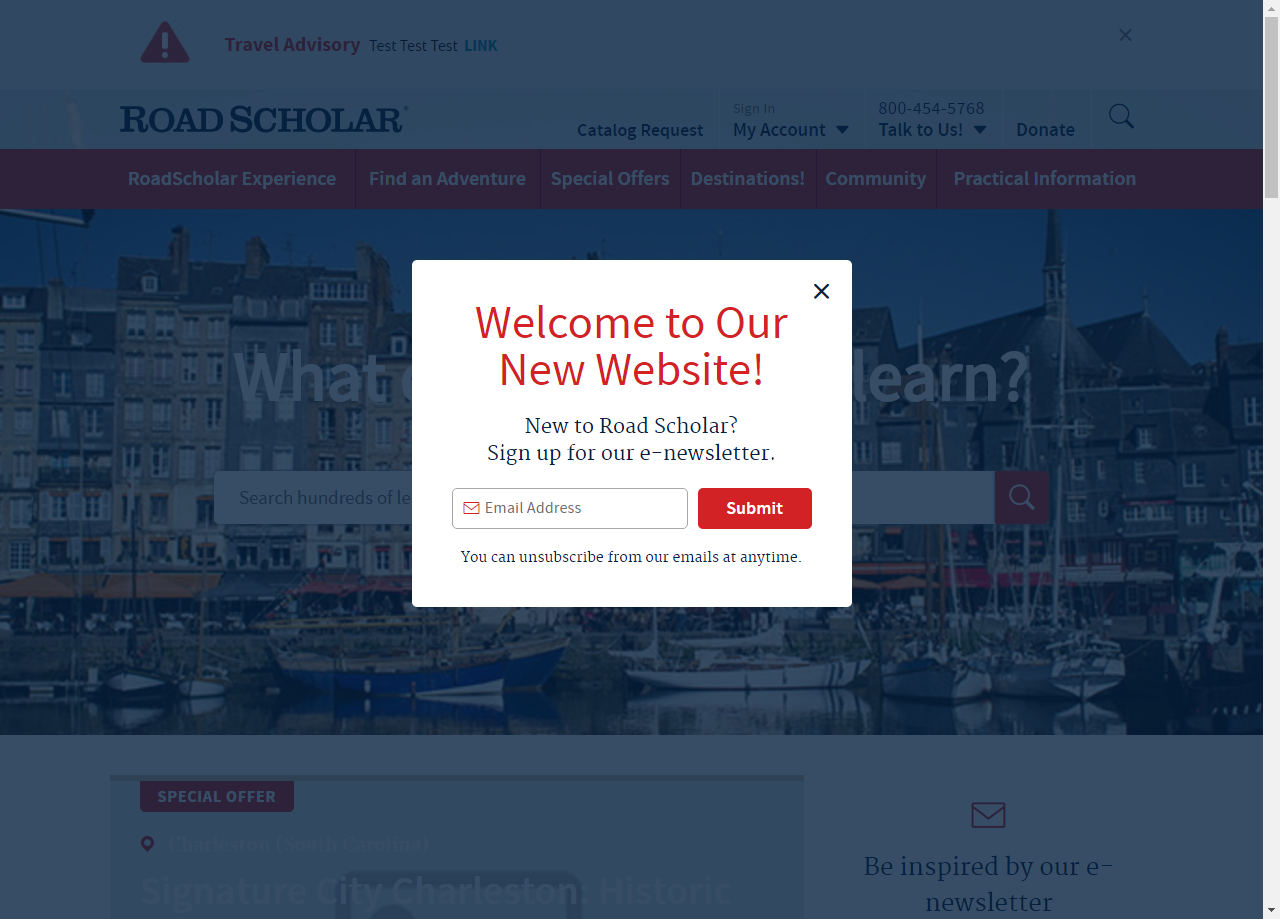 Travel Advisory Test Test Test LINK
ROAD SCHOLAR
Catalog Request
Sign In
My Account
800-454-5768
Talk to Us!
Donate
RoadScholar Experience
Find an Adventure
Special Offers
Destinations!
Community
Practical Information
What
learn?
Search hundreds of le
Welcome to Our
New Website!
New to Road Scholar?
Sign up for our e-newsletter.
Email Address
Submit
You can unsubscribe from our emails at anytime.
SPECIAL OFFER
Charleston (South Carolina)
Signature City Charleston: Historic
Be inspired by our e-
newsletter